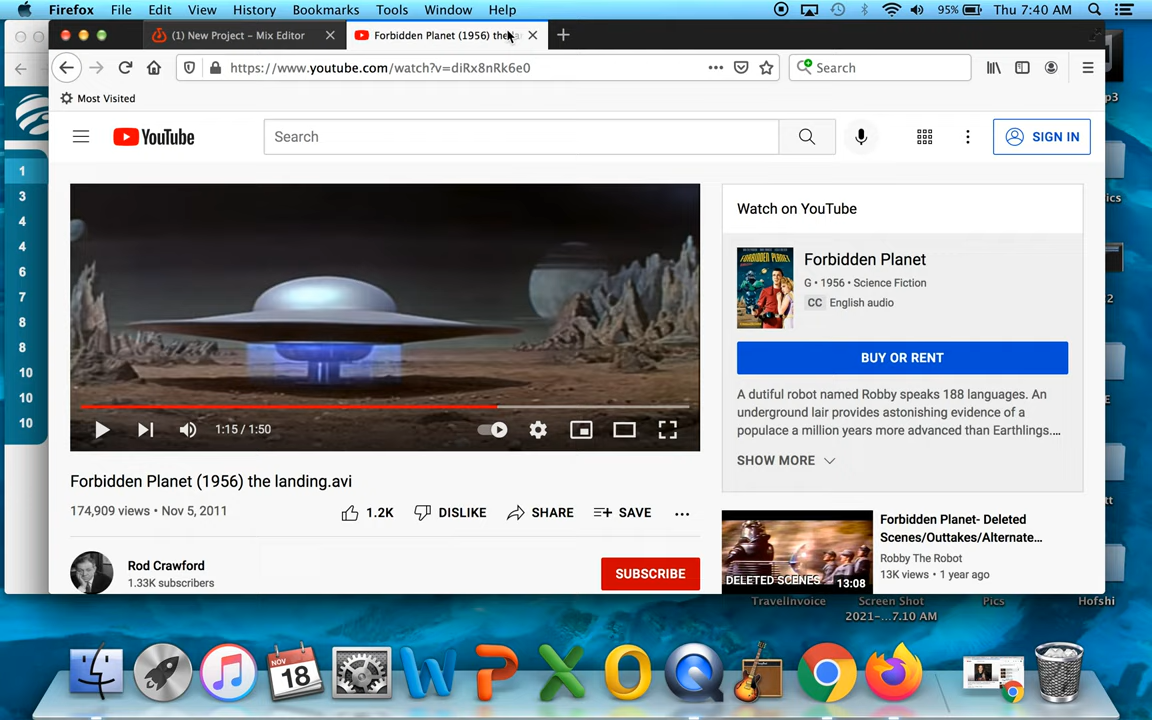 Firefox File Edit View History Bookmarks Tools Window Help 95% Thu 7:40 AM
(1) New Project – Mix Editor
Forbidden Planet (1956) the la
https://www.youtube.com/watch?v=diRx8nRk6e0
Search
Most Visited
YouTube
Search
SIGN IN
1
3
4
4
6
7
8
8
10
10
10
1:15 / 1:50
Forbidden Planet (1956) the landing.avi
174,909 views • Nov 5, 2011
1.2K DISLIKE SHARE SAVE
Rod Crawford
1.33K subscribers
SUBSCRIBE
Watch on YouTube
FORBIDDEN PLANET
Forbidden Planet
G • 1956 • Science Fiction
CC English audio
BUY OR RENT
A dutiful robot named Robby speaks 188 languages. An
underground lair provides astonishing evidence of a
populace a million years more advanced than Earthlings.…
SHOW MORE
DELETED SCENES
13:08
Forbidden Planet- Deleted
Scenes/Outtakes/Alternate…
Robby The Robot
13K views • 1 year ago
p3
ics
2
E
tt
TravelInvoice
Screen Shot
2021-...7.10 AM
Pics
Hofshi
NOV
18